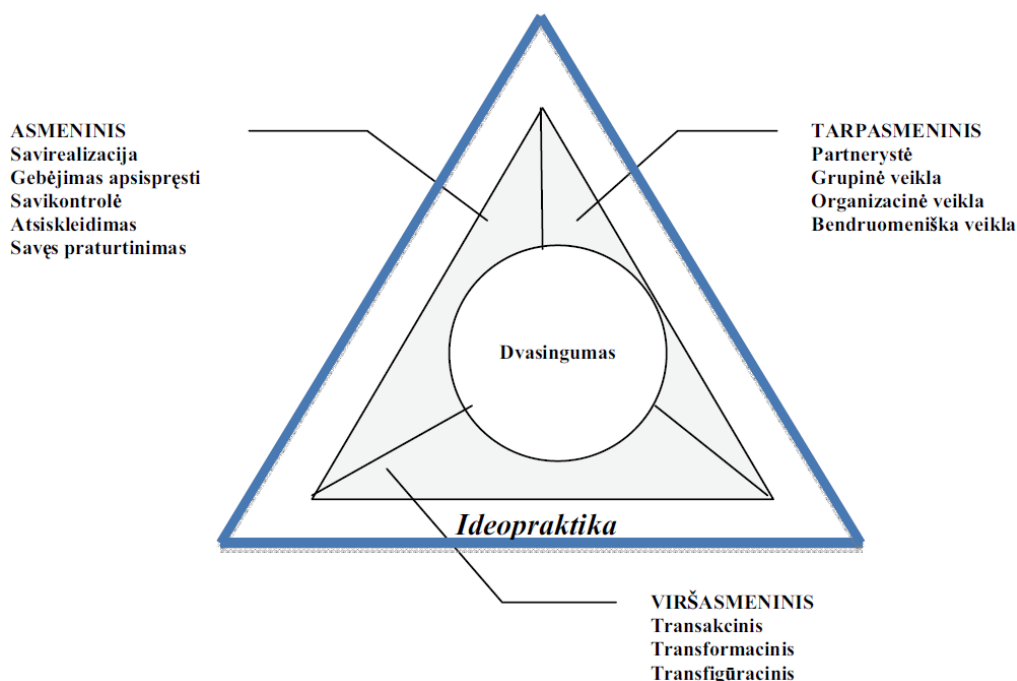 ASMENINIS
Savirealizacija
Gebėjimas apsispręsti
Savikontrolė
Atsiskleidimas
Savęs praturtinimas
TARPASMENINIS
Partnerystė
Grupinė veikla
Organizacinė veikla
Bendruomeniška veikla
Dvasingumas
Ideopraktika
VIRŠASMENINIS
Transakcinis
Transformacinis
Transfigūracinis